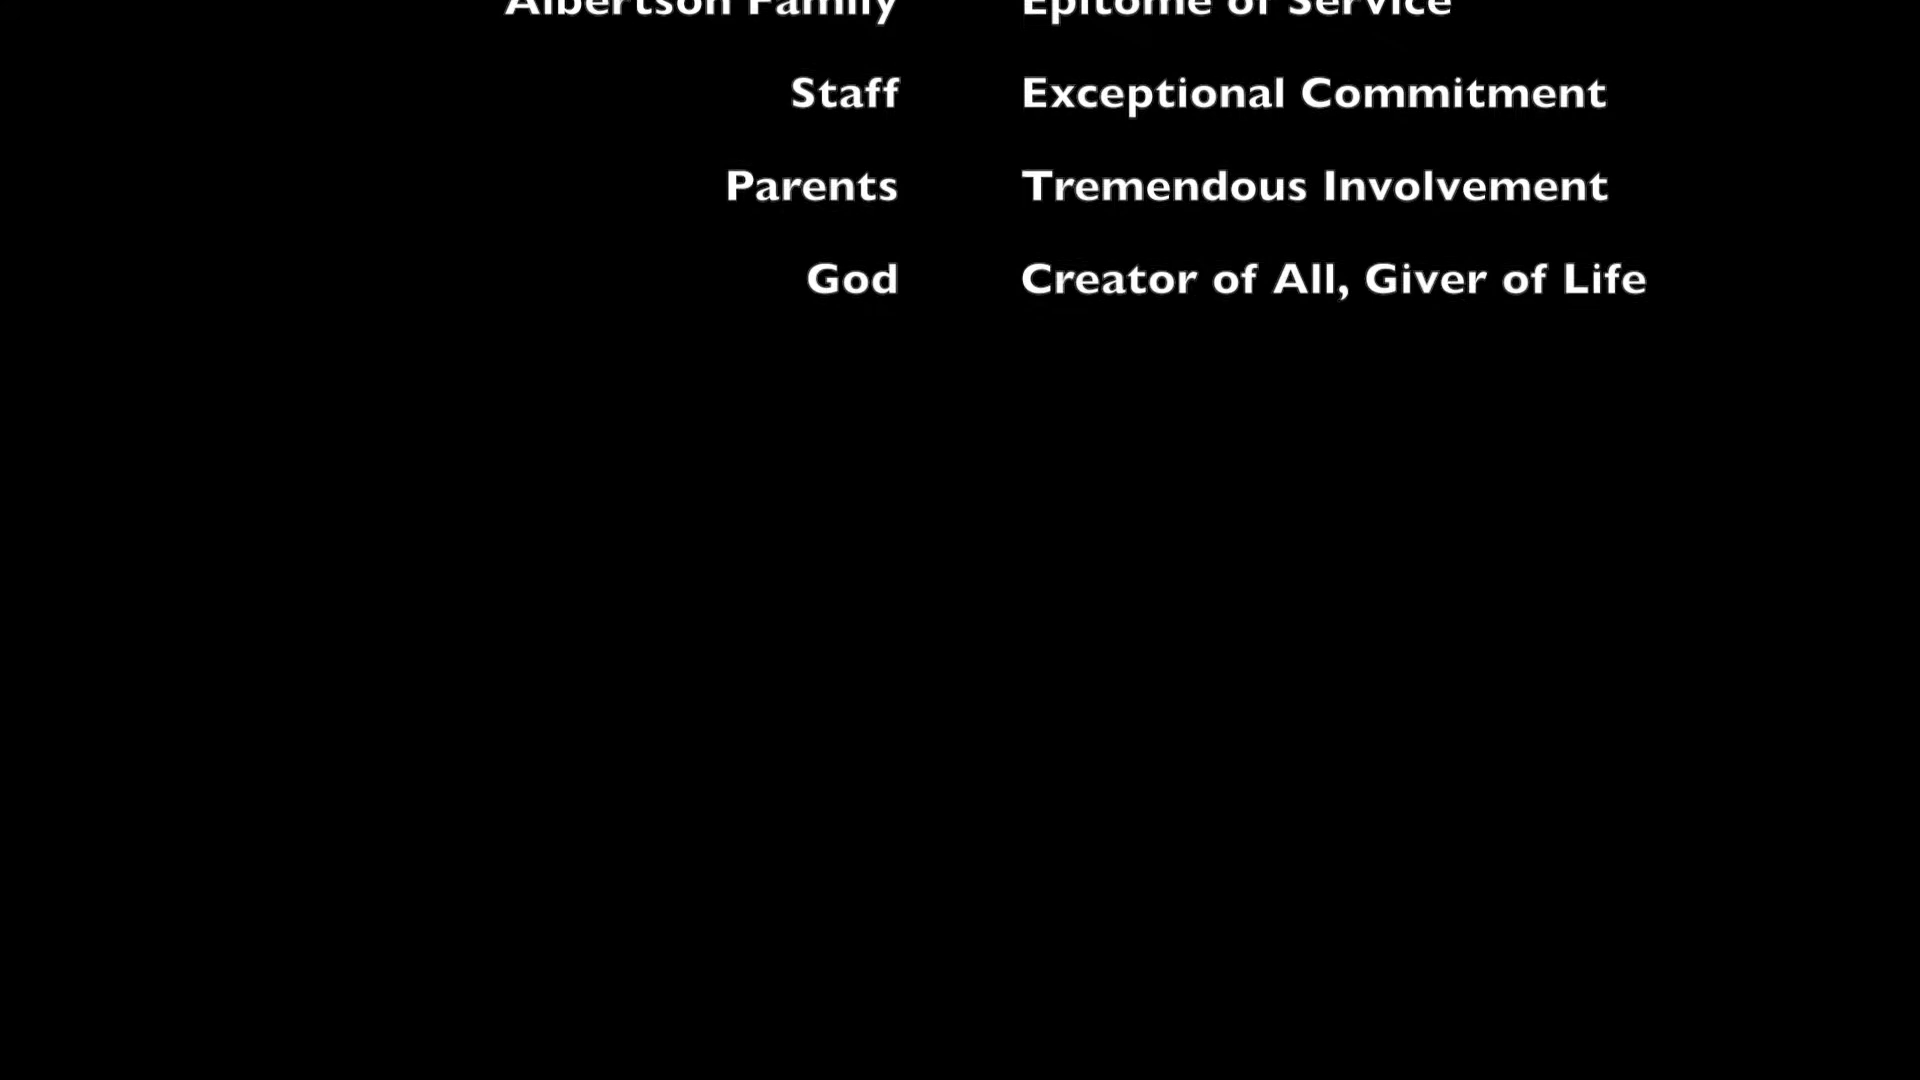 Albertson Family Epitome of Service
Staff Exceptional Commitment
Parents Tremendous Involvement
God Creator of All, Giver of Life